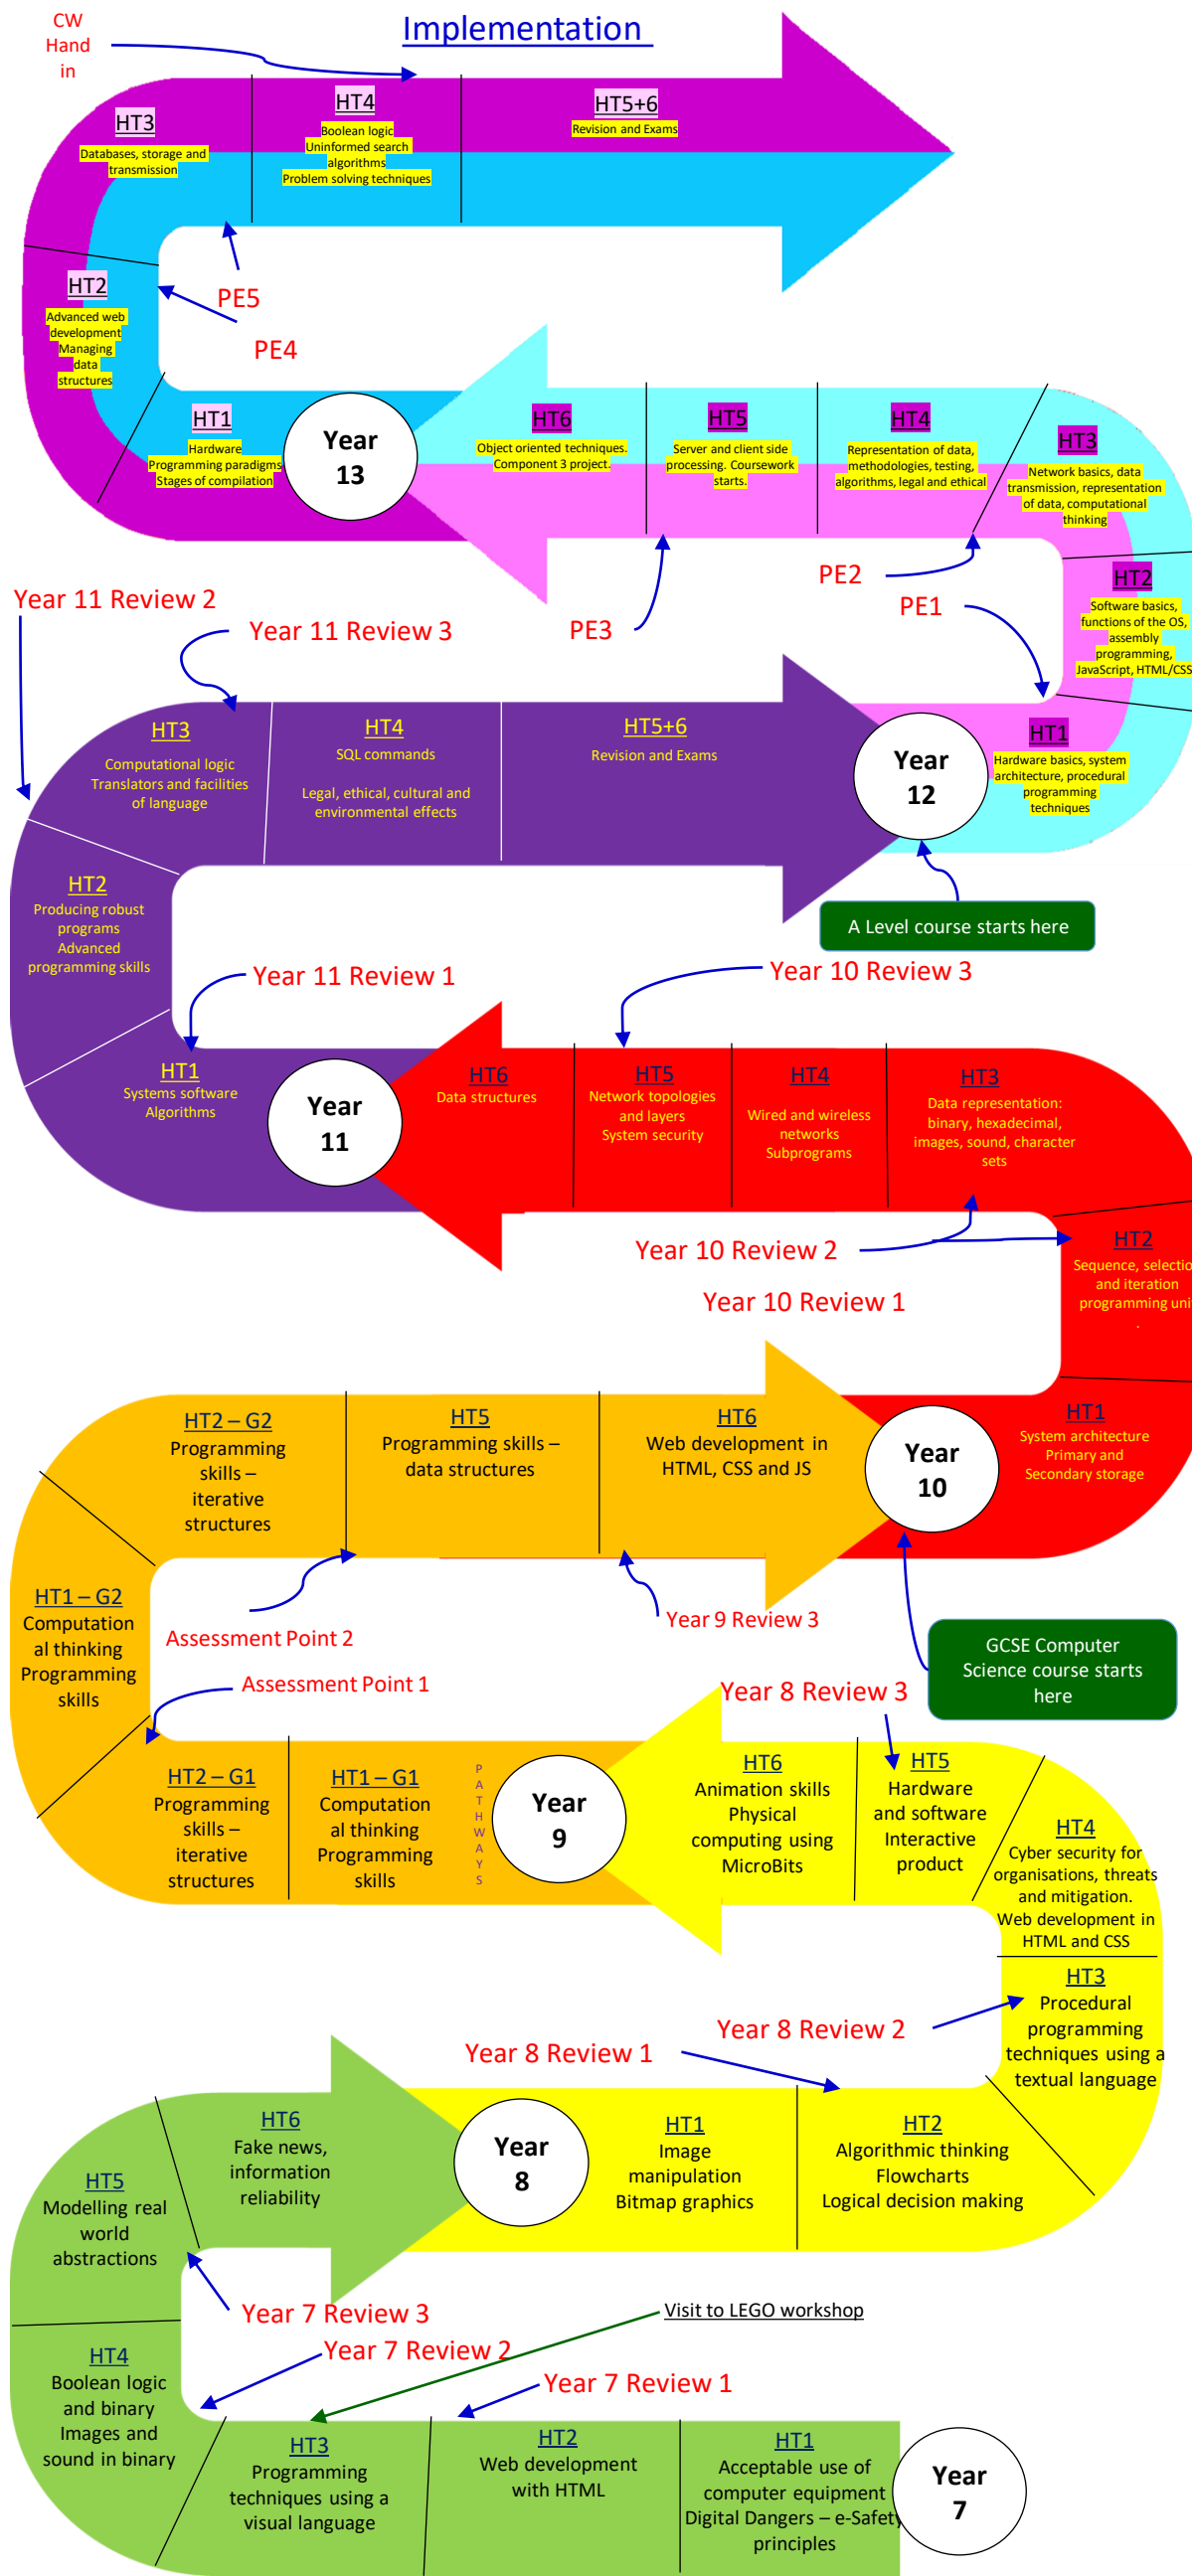 CW
Hand
in
Implementation
HT3
Databases, storage and
transmission
HT4
Boolean logic
Uninformed search
algorithms
Problem solving techniques
HT5+6
Revision and Exams
HT2
Advanced web
development
Managing
data
structures
PE5
PE4
HT1
Hardware
Programming paradigms
Stages of compilation
Year
13
HT6
Object oriented techniques.
Component 3 project.
HT5
Server and client side
processing. Coursework
starts.
HT4
Representation of data,
methodologies, testing,
algorithms, legal and ethical
HT3
Network basics, data
transmission, representation
of data, computational
thinking
HT2
Software basics,
functions of the OS,
assembly
programming,
JavaScript, HTML/CSS
PE2
PE1
PE3
Year 11 Review 2
Year 11 Review 3
HT3
Computational logic
Translators and facilities
of language
HT4
SQL commands
Legal, ethical, cultural and
environmental effects
HT5+6
Revision and Exams
Year
12
HT1
Hardware basics, system
architecture, procedural
programming
techniques
HT2
Producing robust
programs
Advanced
programming skills
A Level course starts here
Year 11 Review 1
Year 10 Review 3
HT1
Systems software
Algorithms
Year
11
HT6
Data structures
HT5
Network topologies
and layers
System security
HT4
Wired and wireless
networks
Subprograms
HT3
Data representation:
binary, hexadecimal,
images, sound, character
sets
Year 10 Review 2
Year 10 Review 1
HT2
Sequence, selectio
and iteration
programming uni
.
HT2 – G2
Programming
skills –
iterative
structures
HT5
Programming skills –
data structures
HT6
Web development in
HTML, CSS and JS
Year
10
HT1
System architecture
Primary and
Secondary storage
HT1 – G2
Computation
al thinking
Programming
skills
Assessment Point 2
Year 9 Review 3
Assessment Point 1
GCSE Computer
Science course starts
here
Year 8 Review 3
HT2 – G1
Programming
skills –
iterative
structures
HT1 – G1
Computation
al thinking
Programming
skills
P
A
T
H
W
A
Y
S
Year
9
HT6
Animation skills
Physical
computing using
MicroBits
HT5
Hardware
and software
Interactive
product
HT4
Cyber security for
organisations, threats
and mitigation.
Web development in
HTML and CSS
HT3
Procedural
programming
techniques using a
textual language
Year 8 Review 2
Year 8 Review 1
HT6
Fake news,
information
reliability
Year
8
HT1
Image
manipulation
Bitmap graphics
HT2
Algorithmic thinking
Flowcharts
Logical decision making
HT5
Modelling real
world
abstractions
Year 7 Review 3
Visit to LEGO workshop
Year 7 Review 2
Year 7 Review 1
HT4
Boolean logic
and binary
Images and
sound in binary
HT3
Programming
techniques using a
visual language
HT2
Web development
with HTML
HT1
Acceptable use of
computer equipment
Digital Dangers – e-Safety
principles
Year
7